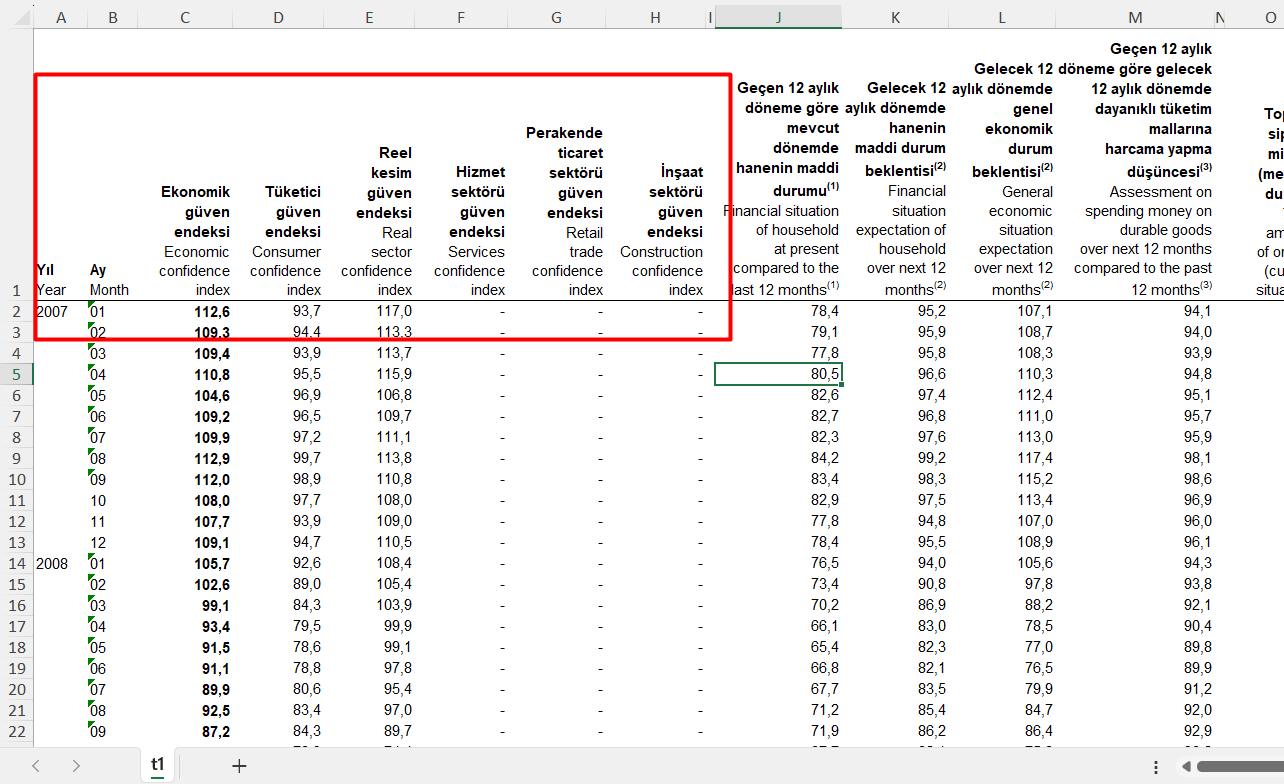 A B C D E F G H I J K L M N O
1
Yıl
Year
Ay
Month
Ekonomik
güven
endeksi
Economic
confidence
index
Tüketici
güven
endeksi
Consumer
confidence
index
Reel
kesim
güven
endeksi
Real
sector
confidence
index
Hizmet
sektörü
güven
endeksi
Services
confidence
index
Perakende
ticaret
sektörü
güven
endeksi
Retail
trade
confidence
index
İnşaat
sektörü
güven
endeksi
Construction
confidence
index
Geçen 12 aylık
döneme göre
mevcut
dönemde
hanenin maddi
durumu(1)
Financial situation
of household
at present
compared to the
last 12 months(1)
Gelecek 12
aylık dönemde
hanenin
maddi durum
beklentisi(2)
Financial
situation
expectation of
household
over next 12
months(2)
Gelecek 12
aylık dönemde
genel
ekonomik
durum
beklentisi(2)
General
economic
situation
expectation
over next 12
months(2)
Geçen 12 aylık
döneme göre gelecek
12 aylık dönemde
dayanıklı tüketim
mallarına
harcama yapma
düşüncesi(3)
Assessment on
spending money on
durable goods
over next 12 months
compared to the past
12 months(3)
2 2007 01 112,6 93,7 117,0 - - - 78,4 95,2 107,1 94,1
3 02 109,3 94,4 113,3 - - - 79,1 95,9 108,7 94,0
4 03 109,4 93,9 113,7 - - - 77,8 95,8 108,3 93,9
5 04 110,8 95,5 115,9 - - - 80,5 96,6 110,3 94,8
6 05 104,6 96,9 106,8 - - - 82,6 97,4 112,4 95,1
7 06 109,2 96,5 109,7 - - - 82,7 96,8 111,0 95,7
8 07 109,9 97,2 111,1 - - - 82,3 97,6 113,0 95,9
9 08 112,9 99,7 113,8 - - - 84,2 99,2 117,4 98,1
10 09 112,0 98,9 110,8 - - - 83,4 98,3 115,2 98,6
11 10 108,0 97,7 108,0 - - - 82,9 97,5 113,4 96,9
12 11 107,7 93,9 109,0 - - - 77,8 94,8 107,0 96,0
13 12 109,1 94,7 110,5 - - - 78,4 95,5 108,9 96,1
14 2008 01 105,7 92,6 108,4 - - - 76,5 94,0 105,6 94,3
15 02 102,6 89,0 105,4 - - - 73,4 90,8 97,8 93,8
16 03 99,1 84,3 103,9 - - - 70,2 86,9 88,2 92,1
17 04 93,4 79,5 99,9 - - - 66,1 83,0 78,5 90,4
18 05 91,5 78,6 99,1 - - - 65,4 82,3 77,0 89,8
19 06 91,1 78,8 97,8 - - - 66,8 82,1 76,5 89,9
20 07 89,9 80,6 95,4 - - - 67,7 83,5 79,9 91,2
21 08 92,5 83,4 97,0 - - - 71,2 85,4 84,7 92,0
22 09 87,2 84,3 89,7 - - - 71,9 86,2 86,4 92,9
t1